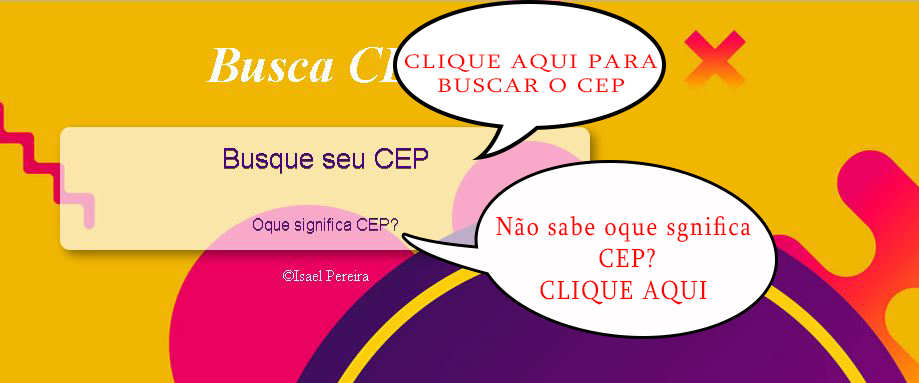 Busca
CLIQUE AQUI PARA
BUSCAR O CEP
Busque seu CEP
Oque significa CEP?
Não sabe oque sgnifica
CEP?
CLIQUE AQUI
©Isael Pereira